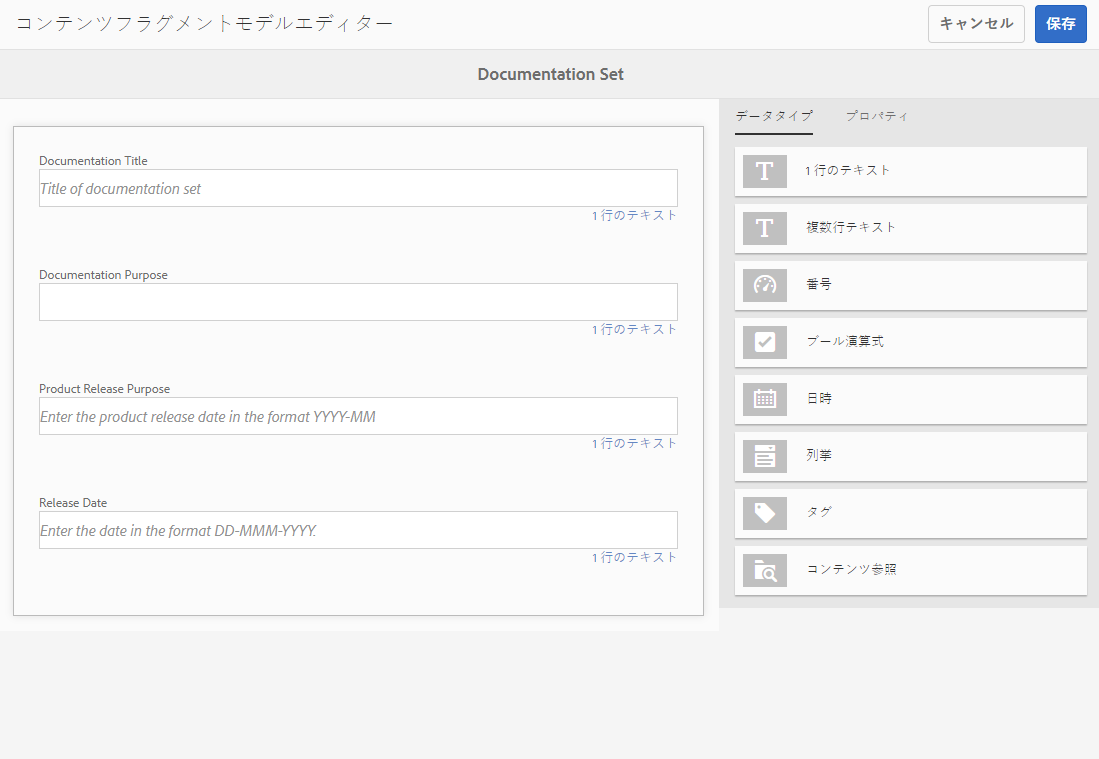 コンテンツフラグメントモデルエディター
キャンセル
保存
Documentation Set
Documentation Title
Title of documentation set
1 行のテキスト
Documentation Purpose
1 行のテキスト
Product Release Purpose
Enter the product release date in the format YYYY-MM
1 行のテキスト
Release Date
Enter the date in the format DD-MMM-YYYY.
1 行のテキスト
データタイプ
プロパティ
1 行のテキスト
複数行テキスト
番号
ブール演算式
日時
列挙
タグ
コンテンツ参照